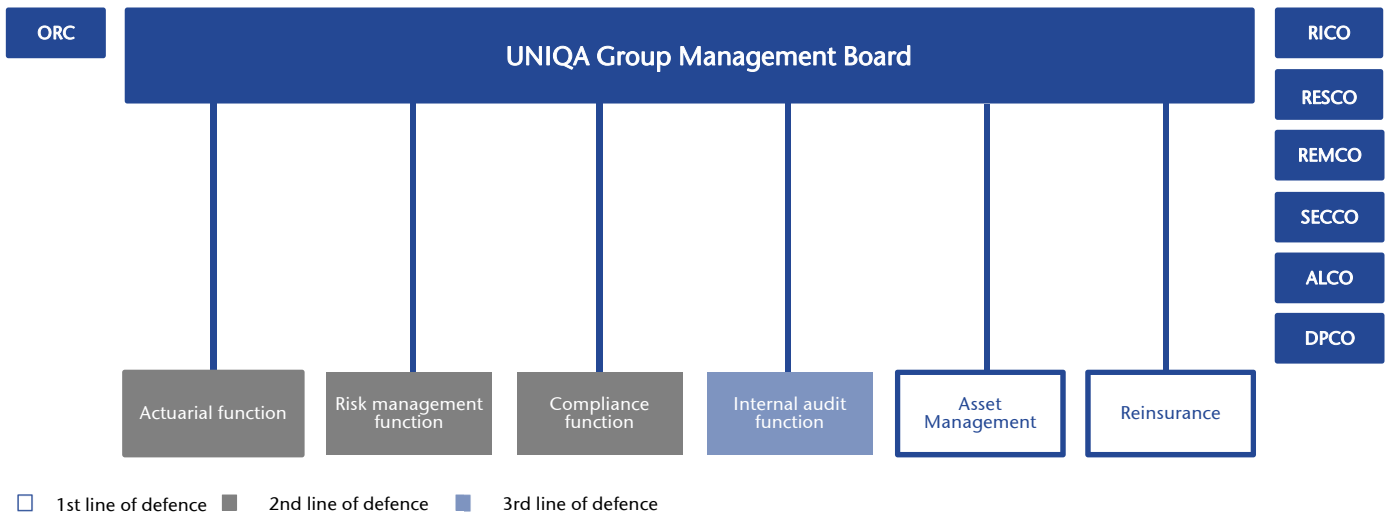 ORC
UNIQA Group Management Board
RICO
RESCO
REMCO
SECCO
ALCO
DPCO
Actuarial function
Risk management
function
Compliance
function
Internal audit
function
Asset
Management
Reinsurance
1st line of defence
2nd line of defence
3rd line of defence